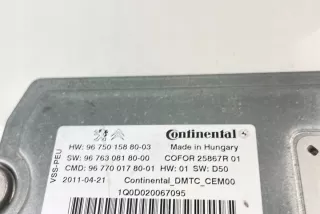 Continental
HW: 96 750 158 80-03 Made in Hungary
SW: 96 763 081 80-00 COFOR 25867R 01
CMD: 96 770 017 80-01 HW: 01 SW: D50
2011-04-21 Continental_DMTC_CEM00
1Q0D020067095
VSS-PEU